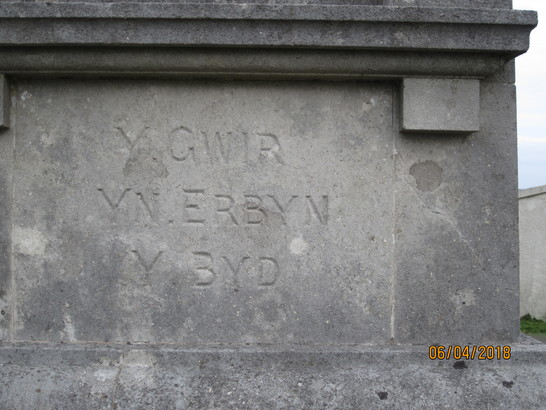 Y.GWIR
YN.ERBYN
Y BYD
06/04/2018